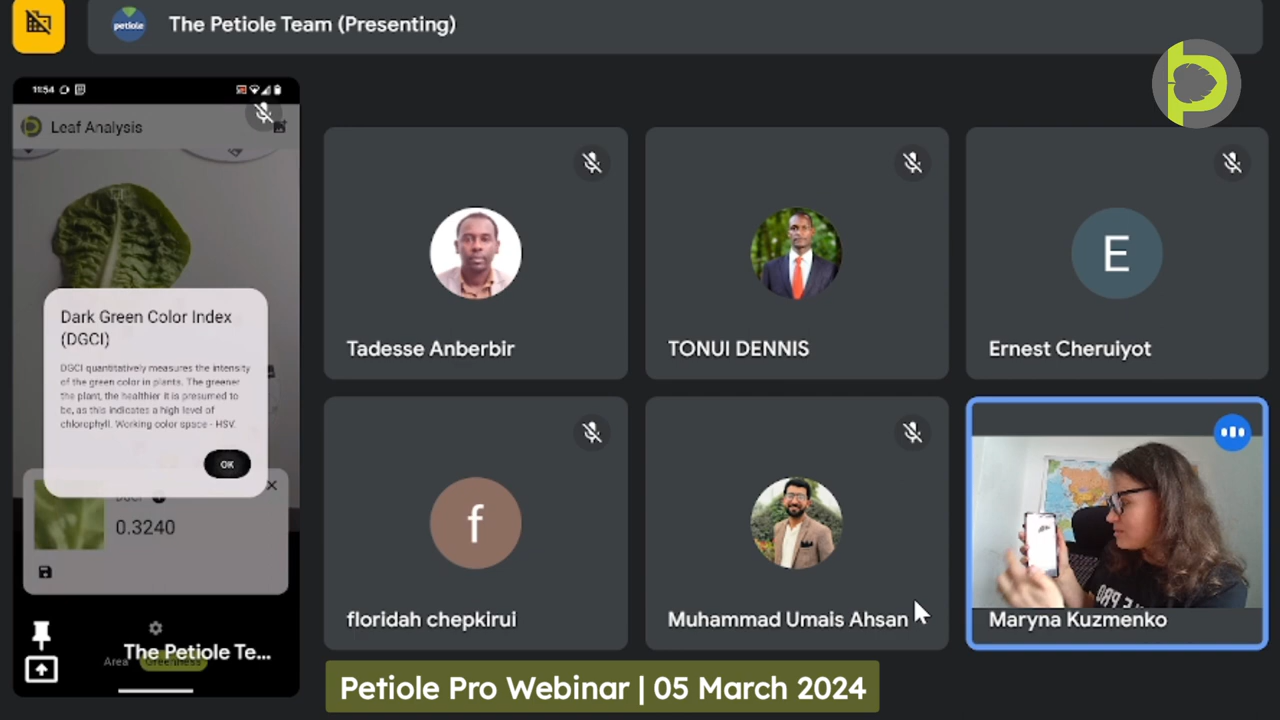 petiole
The Petiole Team (Presenting)
11:54
Leaf Analysis
Dark Green Color Index
(DGCI)
DGCI quantitatively measures the intensity
of the green color in plants. The greener
the plant, the healthier it is presumed to
be, as this indicates a high level of
chlorophyll. Working color space - HSV.
OK
DGCI
0.3240
The Petiole Te...
Area
Greenness
Tadesse Anberbir
TONUI DENNIS
E
Ernest Cheruiyot
f
floridah chepkirui
Muhammad Umais Ahsan
Maryna Kuzmenko
Petiole Pro Webinar | 05 March 2024